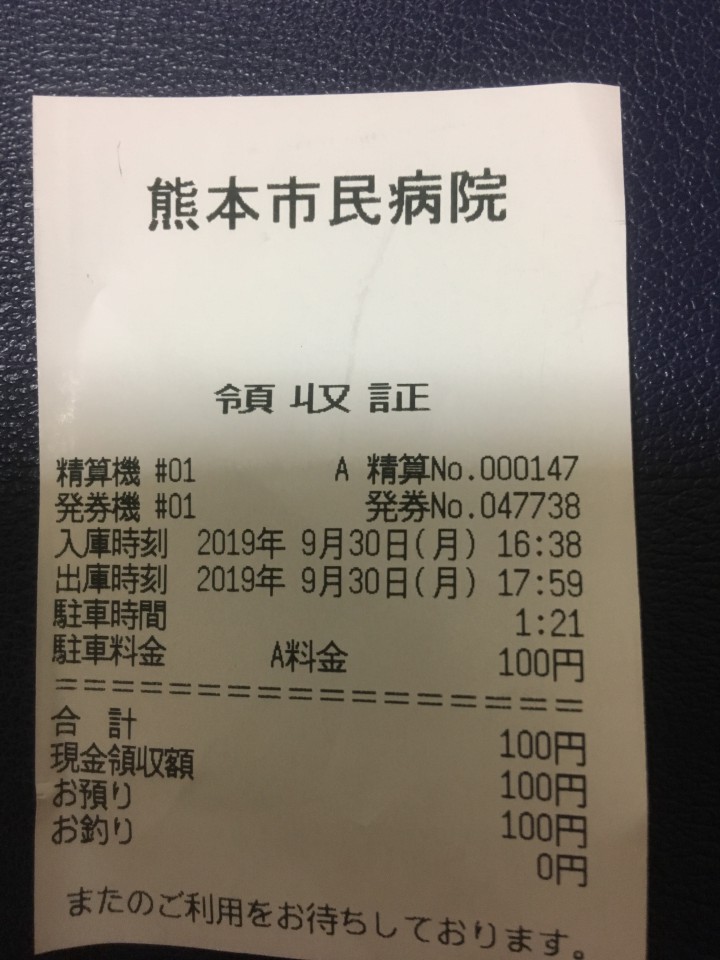 熊本市民病院
領収証
精算機 #01 A 精算No.000147
発券機 #01 発券No.047738
入庫時刻 2019年 9月30日(月) 16:38
出庫時刻 2019年 9月30日(月) 17:59
駐車時間 1:21
駐車料金 A料金 100円
==================
合 計 100円
現金領収額 100円
お預り 100円
お釣り 0円
またのご利用をお待ちしております。